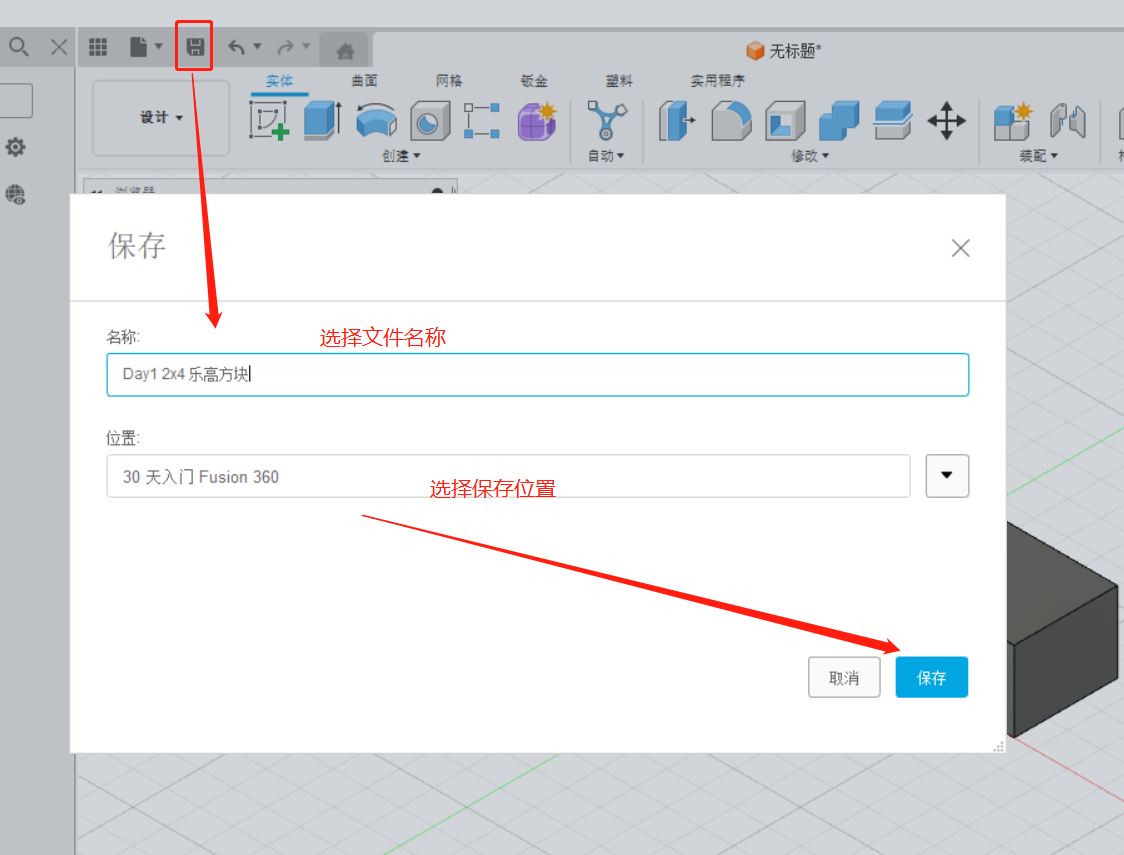 无标题*
实体 曲面 网格 钣金 塑料 实用程序
设计
创建 自动 修改 装配
浏览器
保存
名称:
选择文件名称
Day1 2x4 乐高方块
位置:
30 天入门 Fusion 360
选择保存位置
取消 保存